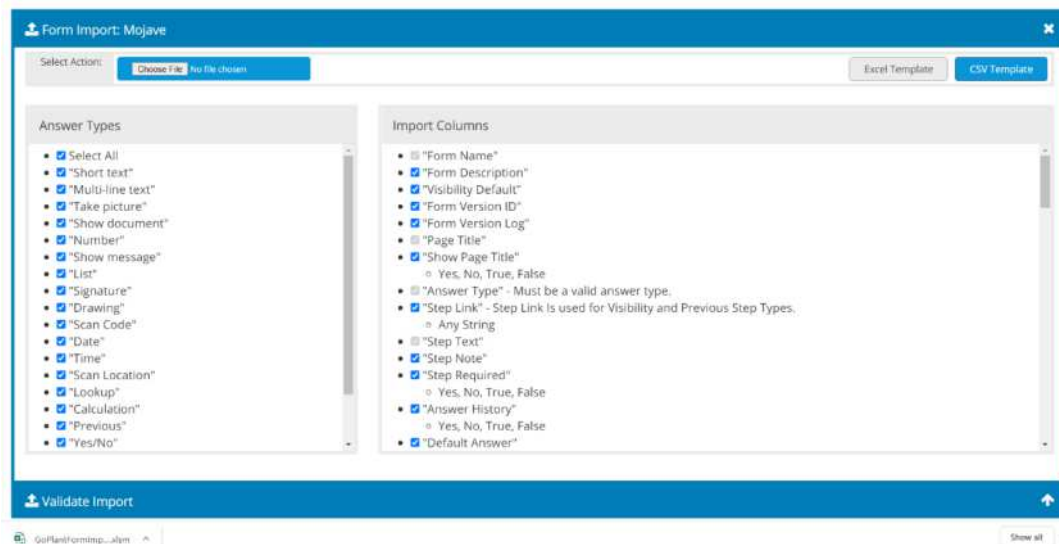 Form Import: Mojave
Select Action:
Choose File No file chosen
Excel Template
CSV Template
Answer Types
Select All
"Short text"
"Multi-line text"
"Take picture"
"Show document"
"Number"
"Show message"
"List"
"Signature"
"Drawing"
"Scan Code"
"Date"
"Time"
"Scan Location"
"Lookup"
"Calculation"
"Previous"
"Yes/No"
Import Columns
"Form Name"
"Form Description"
"Visibility Default"
"Form Version ID"
"Form Version Log"
"Page Title"
"Show Page Title"
Yes, No, True, False
"Answer Type" - Must be a valid answer type.
"Step Link" - Step Link Is used for Visibility and Previous Step Types.
Any String
"Step Text"
"Step Note"
"Step Required"
Yes, No, True, False
"Answer History"
Yes, No, True, False
"Default Answer"
Validate Import
GoPlantFormImp....xlsm
Show all